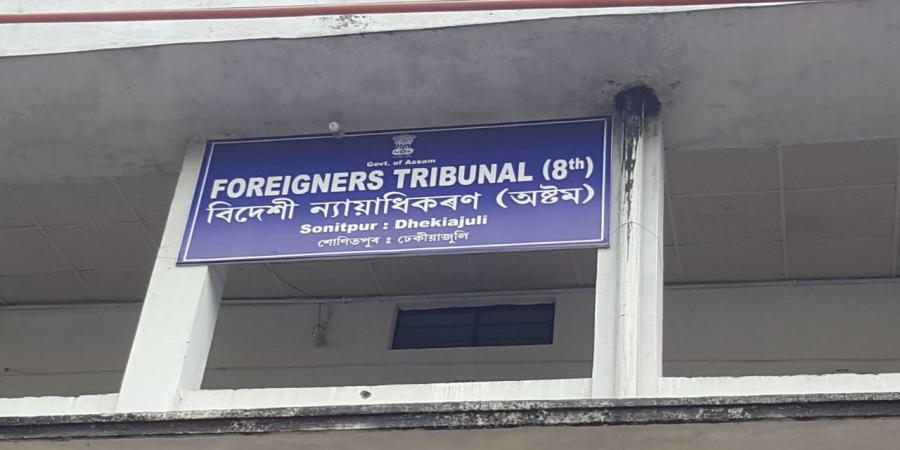 Govt. of Assam
FOREIGNERS TRIBUNAL (8th)
বিদেশী ন্যায়াধিকৰণ (অষ্টম)
Sonitpur : Dhekiajuli
শোণিতপুৰ : ঢেকীয়াজুলি